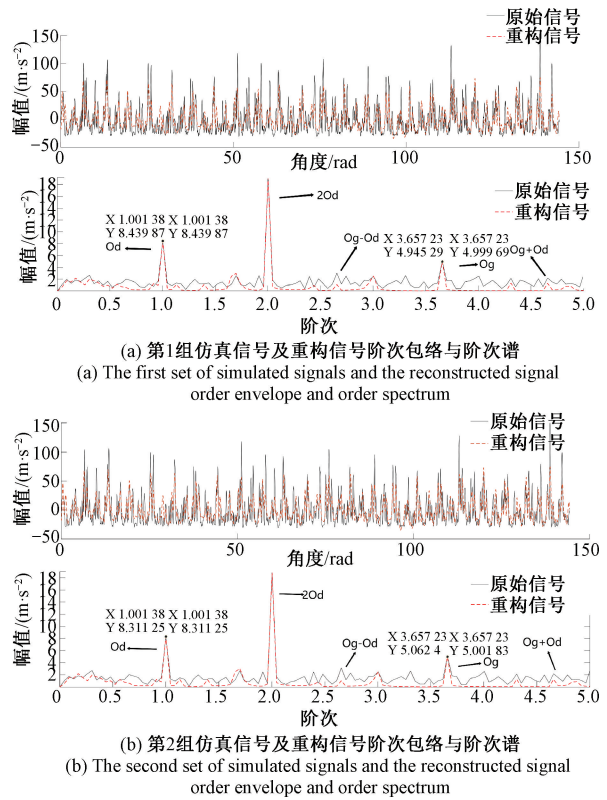 原始信号
重构信号
幅值/(m·s⁻²)
150
100
50
0
−50
0 50 100 150
角度/rad
原始信号
重构信号
幅值/(m·s⁻²)
18
16
14
12
10
8
6
4
2
X 1.001 38 X 1.001 38
Y 8.439 87 Y 8.439 87
Od
2Od
Og-Od
X 3.657 23 X 3.657 23
Y 4.945 29 Y 4.999 69
Og
Og+Od
0 0.5 1.0 1.5 2.0 2.5 3.0 3.5 4.0 4.5 5.0
阶次
(a) 第1组仿真信号及重构信号阶次包络与阶次谱
(a) The first set of simulated signals and the reconstructed signal
order envelope and order spectrum
原始信号
重构信号
幅值/(m·s⁻²)
150
100
50
0
−50
0 50 100 150
角度/rad
原始信号
重构信号
幅值/(m·s⁻²)
18
16
14
12
10
8
6
4
2
X 1.001 38 X 1.001 38
Y 8.311 25 Y 8.311 25
Od
2Od
Og-Od
X 3.657 23 X 3.657 23
Y 5.062 4 Y 5.001 83
Og
Og+Od
0 0.5 1.0 1.5 2.0 2.5 3.0 3.5 4.0 4.5 5.0
阶次
(b) 第2组仿真信号及重构信号阶次包络与阶次谱
(b) The second set of simulated signals and the reconstructed signal
order envelope and order spectrum